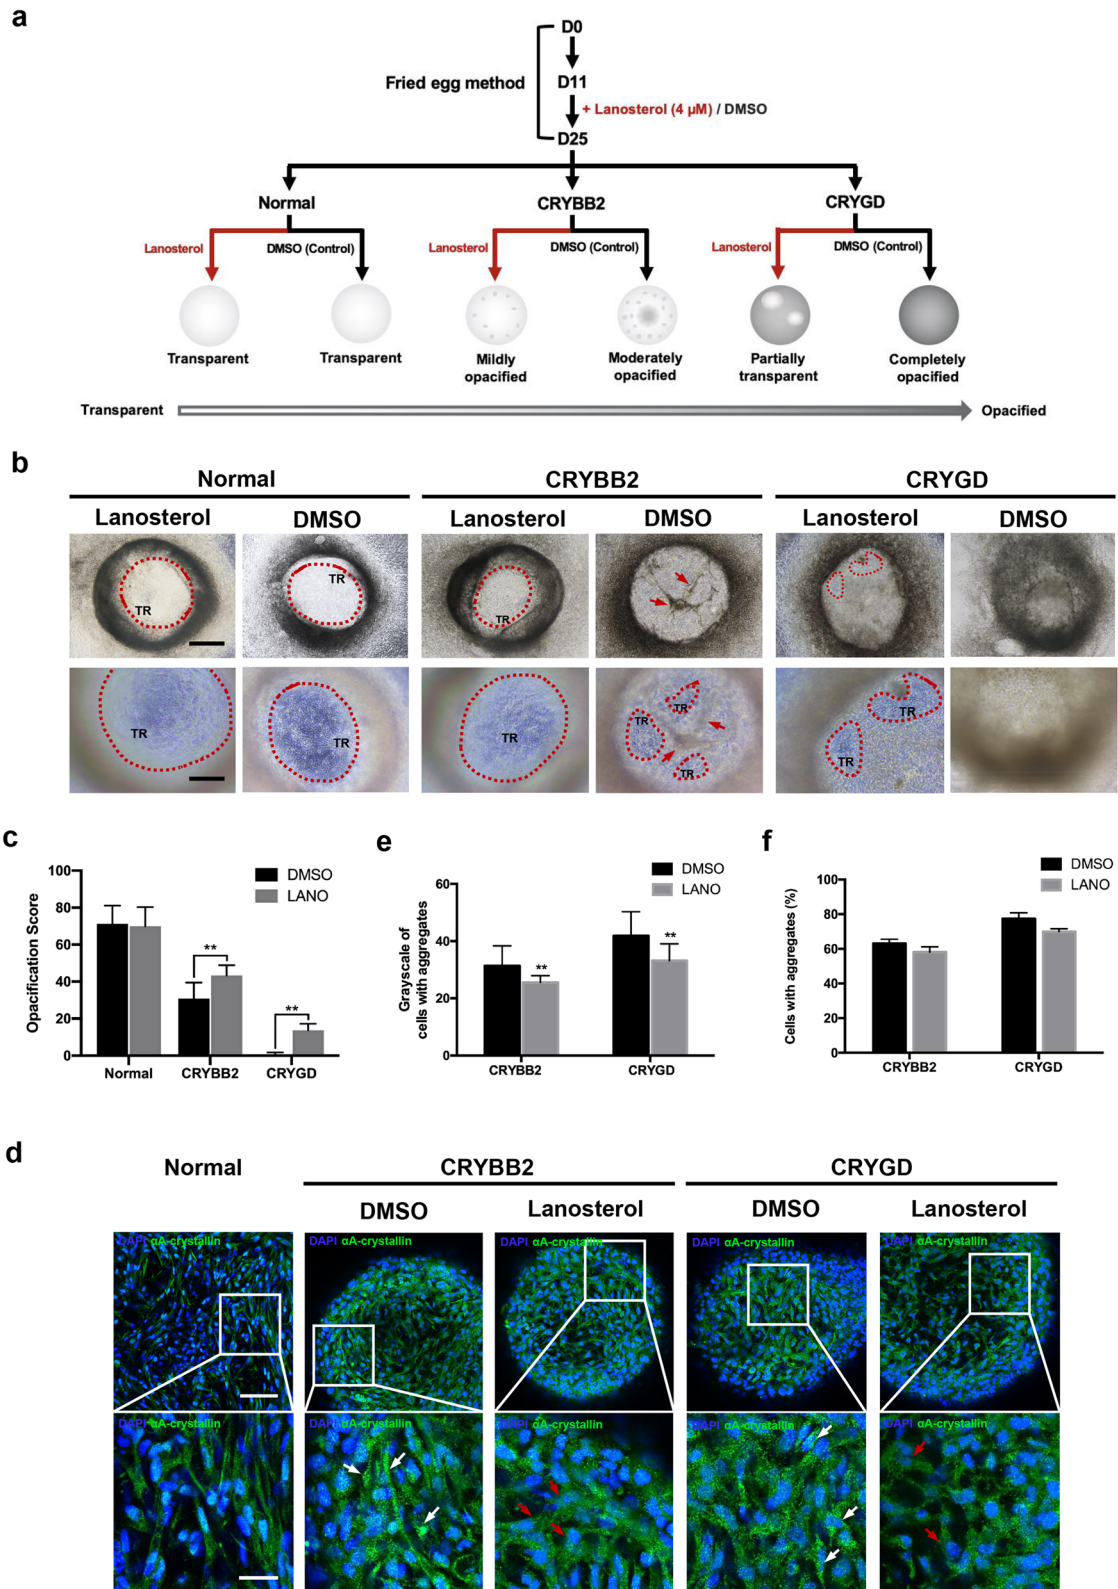 a
D0
Fried egg method
D11
+ Lanosterol (4 µM) / DMSO
D25
Normal
CRYBB2
CRYGD
Lanosterol
DMSO (Control)
Lanosterol
DMSO (Control)
Lanosterol
DMSO (Control)
Transparent
Transparent
Mildly
opacified
Moderately
opacified
Partially
transparent
Completely
opacified
Transparent
Opacified
b
Normal
CRYBB2
CRYGD
Lanosterol
DMSO
Lanosterol
DMSO
Lanosterol
DMSO
TR
TR
TR
TR
TR
TR
TR
TR
TR
TR
TR
c
Opacification Score
100
80
60
40
20
0
DMSO
LANO
**
**
Normal
CRYBB2
CRYGD
e
Grayscale of
cells with aggregates
60
40
20
0
DMSO
LANO
**
**
CRYBB2
CRYGD
f
Cells with aggregates (%)
100
80
60
40
20
0
DMSO
LANO
CRYBB2
CRYGD
d
Normal
CRYBB2
CRYGD
DMSO
Lanosterol
DMSO
Lanosterol
DAPI αA-crystallin
DAPI αA-crystallin
DAPI αA-crystallin
DAPI αA-crystallin
DAPI αA-crystallin
DAPI αA-crystallin
DAPI αA-crystallin
DAPI αA-crystallin
DAPI αA-crystallin
DAPI αA-crystallin